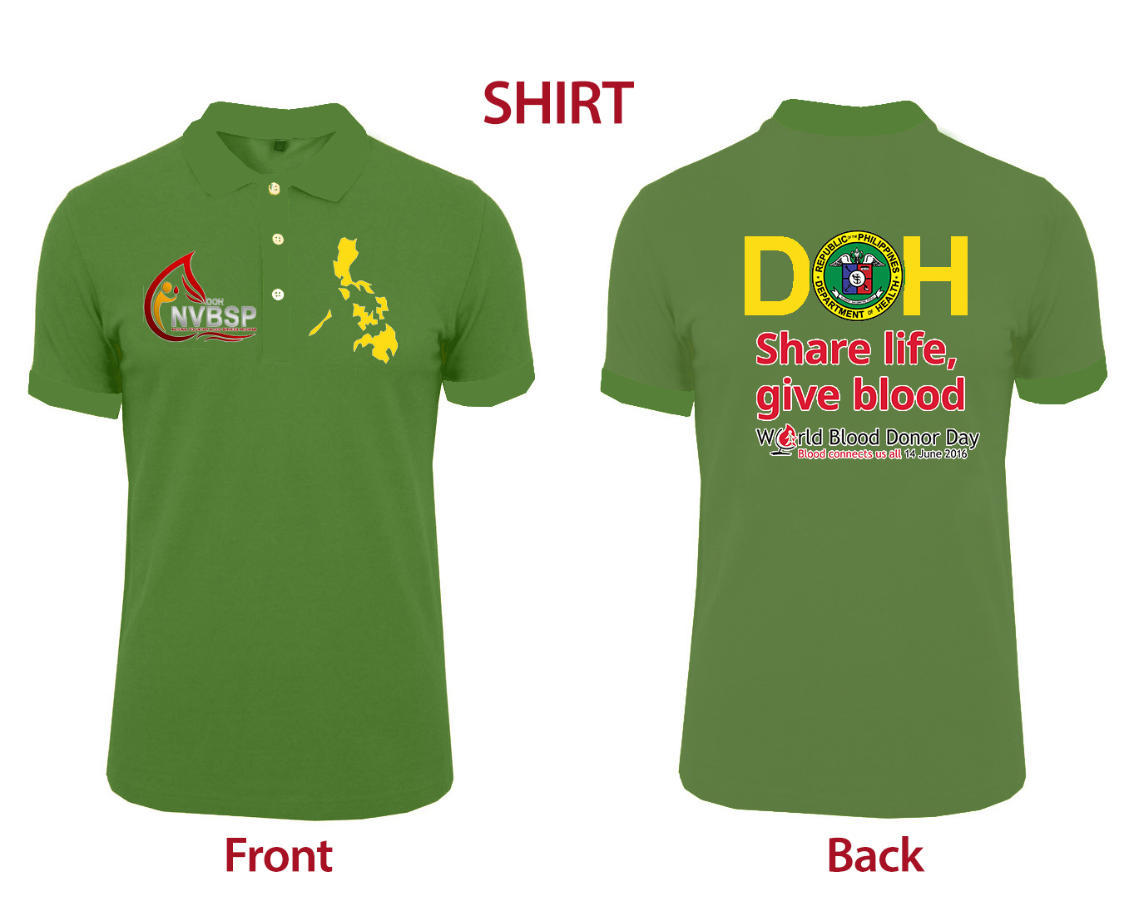 SHIRT
DOH
NVBSP
DOH
REPUBLIC OF THE PHILIPPINES
DEPARTMENT OF HEALTH
Share life,
give blood
World Blood Donor Day
Blood connects us all 14 June 2016
Front
Back